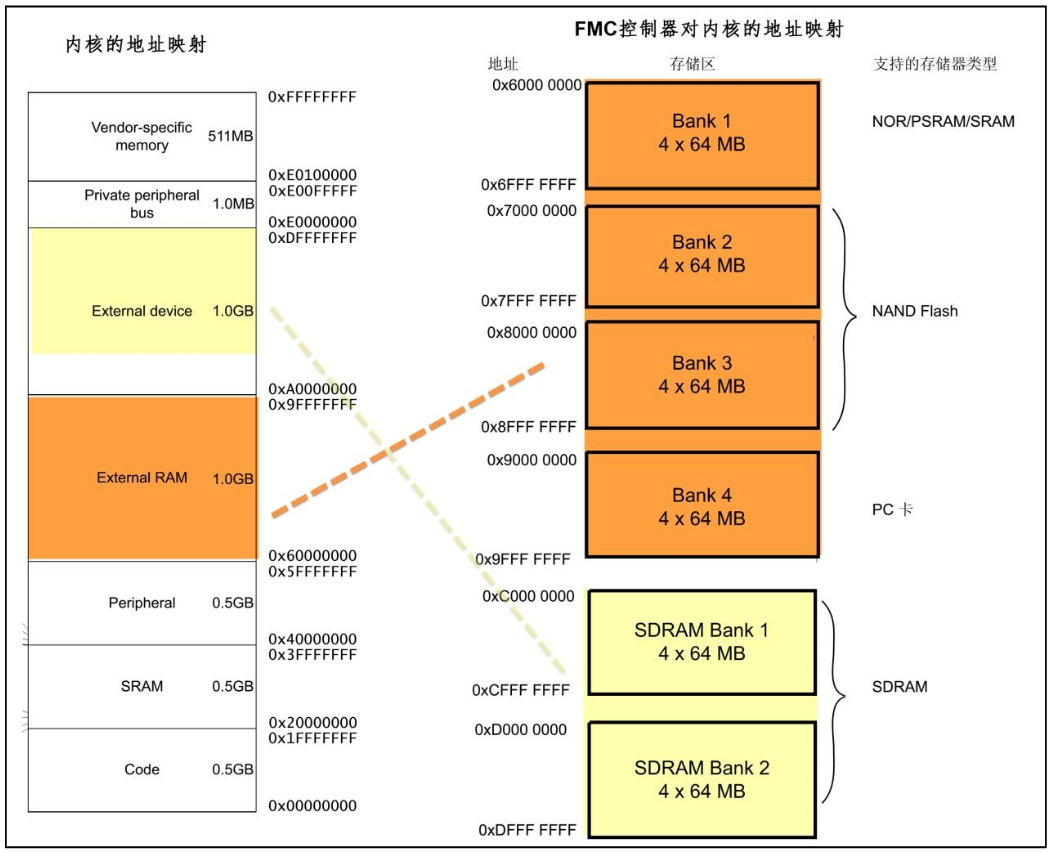 内核的地址映射
0xFFFFFFFF
Vendor-specific
memory
511MB
0xE0100000
0xE00FFFFF
Private peripheral
bus
1.0MB
0xE0000000
0xDFFFFFFF
External device
1.0GB
0xA0000000
0x9FFFFFFF
External RAM
1.0GB
0x60000000
0x5FFFFFFF
Peripheral
0.5GB
0x40000000
0x3FFFFFFF
SRAM
0.5GB
0x20000000
0x1FFFFFFF
Code
0.5GB
0x00000000
FMC控制器对内核的地址映射
地址
存储区
支持的存储器类型
0x6000 0000
Bank 1
4 x 64 MB
NOR/PSRAM/SRAM
0x6FFF FFFF
0x7000 0000
Bank 2
4 x 64 MB
0x7FFF FFFF
NAND Flash
0x8000 0000
Bank 3
4 x 64 MB
0x8FFF FFFF
0x9000 0000
Bank 4
4 x 64 MB
PC 卡
0x9FFF FFFF
0xC000 0000
SDRAM Bank 1
4 x 64 MB
0xCFFF FFFF
SDRAM
0xD000 0000
SDRAM Bank 2
4 x 64 MB
0xDFFF FFFF